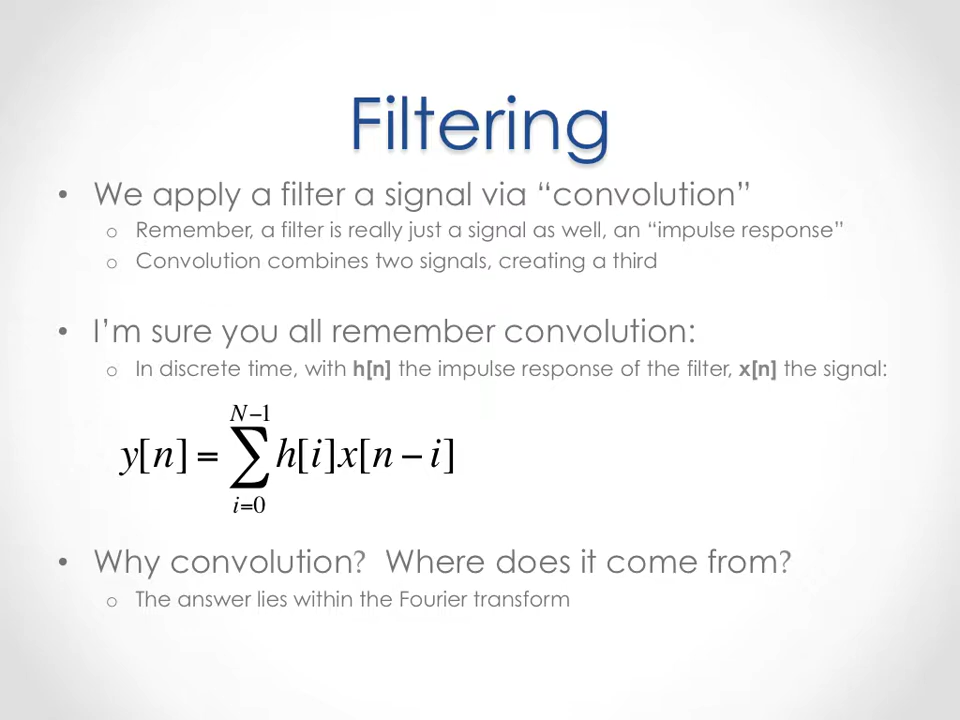 Filtering
• We apply a filter a signal via “convolution”
o Remember, a filter is really just a signal as well, an “impulse response”
o Convolution combines two signals, creating a third
• I’m sure you all remember convolution:
o In discrete time, with h[n] the impulse response of the filter, x[n] the signal:
N−1
y[n] = ∑ h[i]x[n − i]
i=0
• Why convolution? Where does it come from?
o The answer lies within the Fourier transform